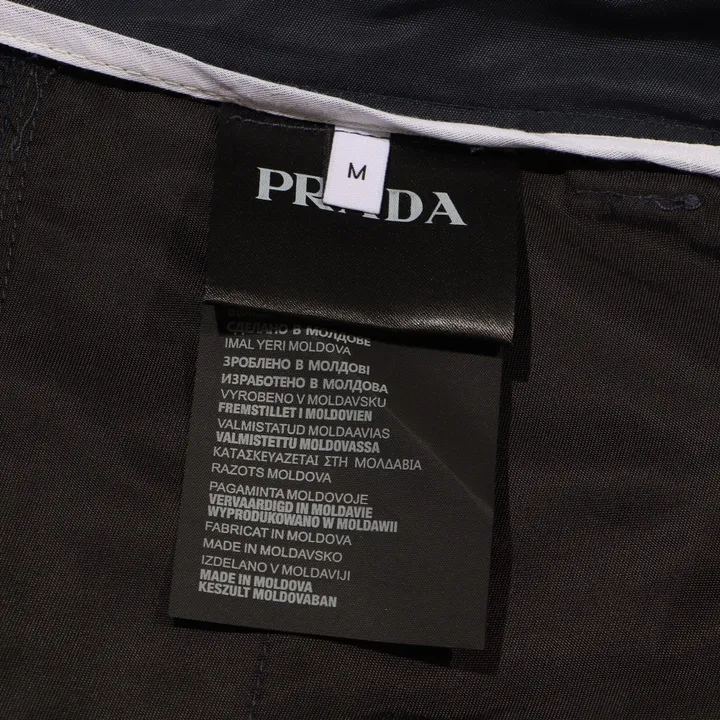 M
PRADA
СДЕЛАНО В МОЛДОВЕ
IMAL YERI MOLDOVA
ЗРОБЛЕНО В МОЛДОВІ
ИЗРАБОТЕНО В МОЛДОВА
VYROBENO V MOLDAVSKU
FREMSTILLET I MOLDOVIEN
VALMISTATUD MOLDAAVIAS
VALMISTETTU MOLDOVASSA
ΚΑΤΑΣΚΕΥΑΖΕΤΑΙ ΣΤΗ ΜΟΛΔΑΒΙΑ
RAZOTS MOLDOVA
PAGAMINTA MOLDOVOJE
VERVAARDIGD IN MOLDAVIE
WYPRODUKOWANO W MOLDAWII
FABRICAT IN MOLDOVA
MADE IN MOLDAVSKO
IZDELANO V MOLDAVIJI
MADE IN MOLDOVA
KESZULT MOLDOVABAN